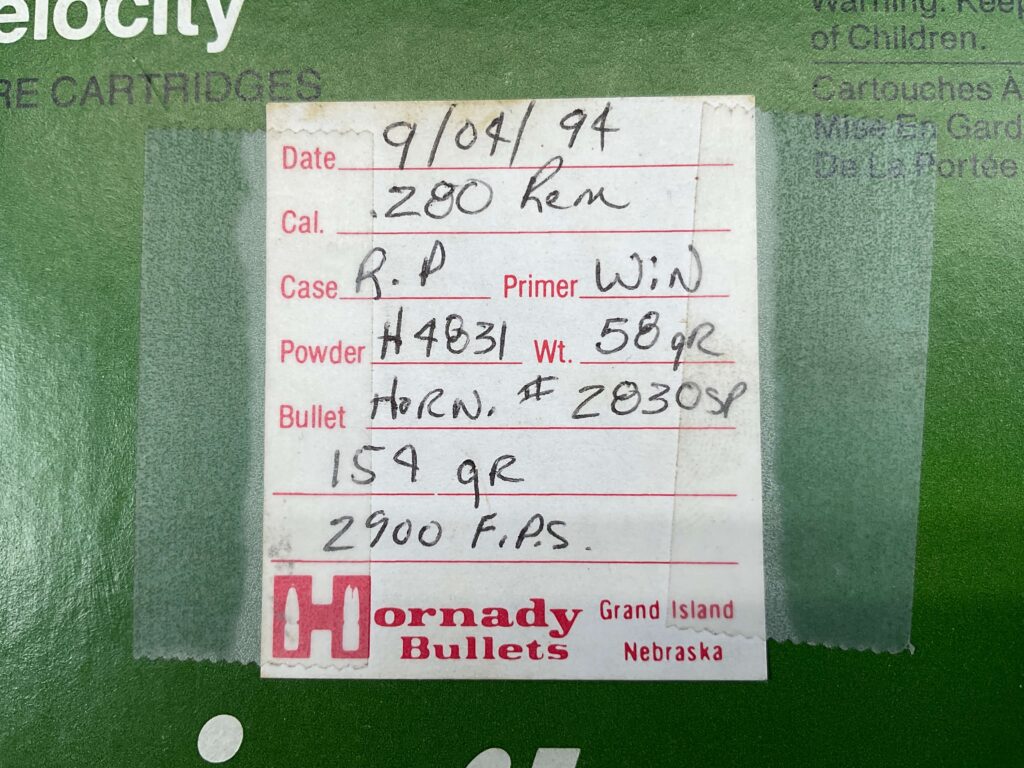 elocity
RE CARTRIDGES
Warning: Keep
of Children.
Cartouches À
Mise En Gard
De La Portée
Date 9/04/94
Cal. .280 Rem
Case R.P Primer WiN
Powder H4831 Wt. 58 gR
Bullet HoRN. # 2830SP
154 gR
2900 F.P.S.
Hornady Grand Island
Bullets Nebraska